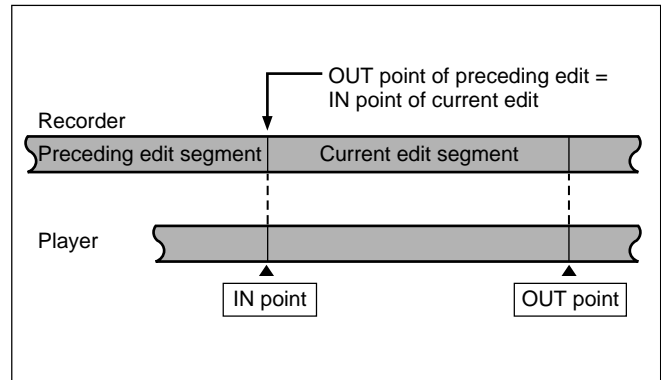 OUT point of preceding edit =
IN point of current edit
Recorder
Preceding edit segment
Current edit segment
Player
IN point
OUT point